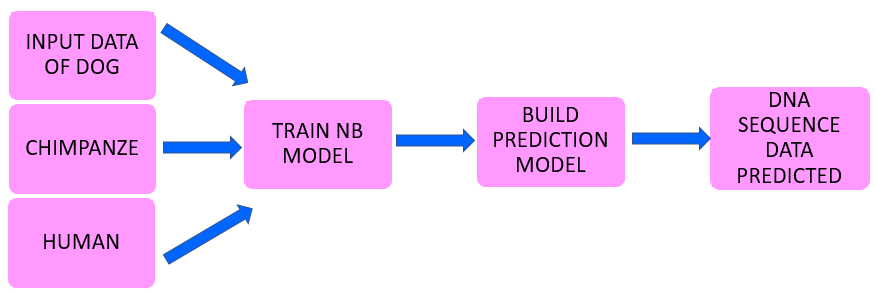 INPUT DATA
OF DOG
CHIMPANZE
HUMAN
TRAIN NB
MODEL
BUILD
PREDICTION
MODEL
DNA
SEQUENCE
DATA
PREDICTED